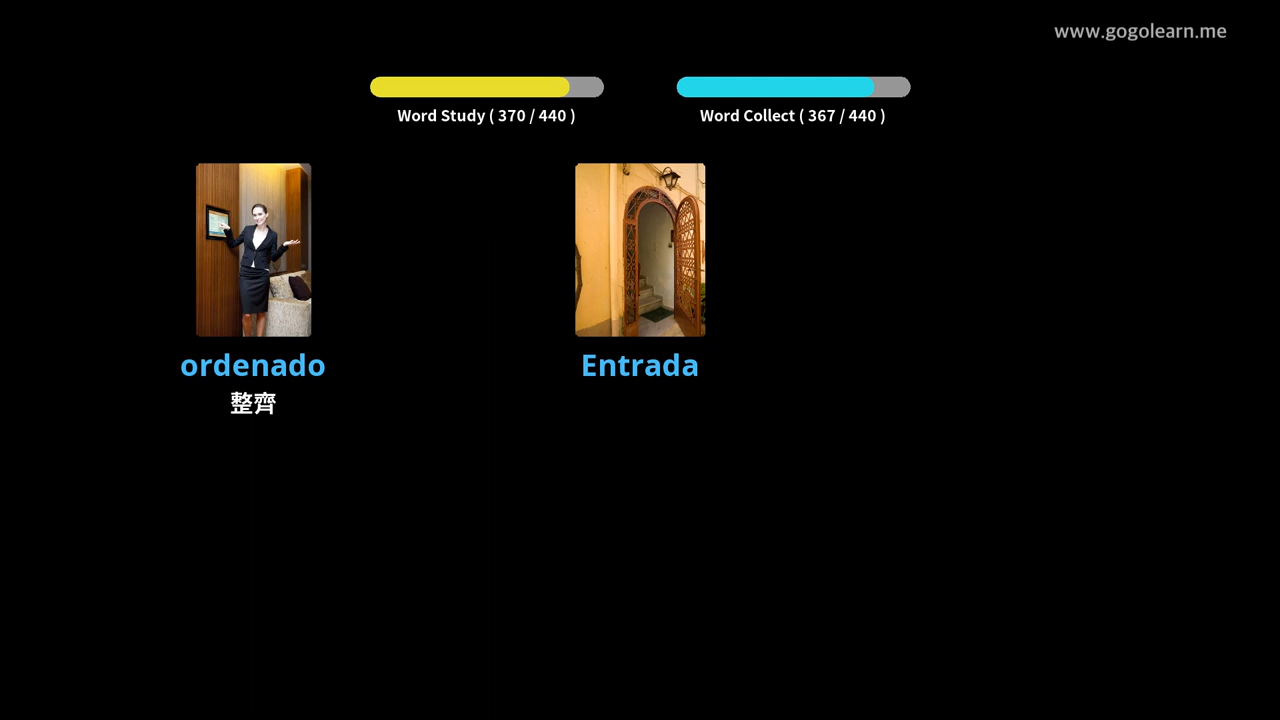 www.gogolearn.me
Word Study ( 370 / 440 )
Word Collect ( 367 / 440 )
ordenado
整齊
Entrada